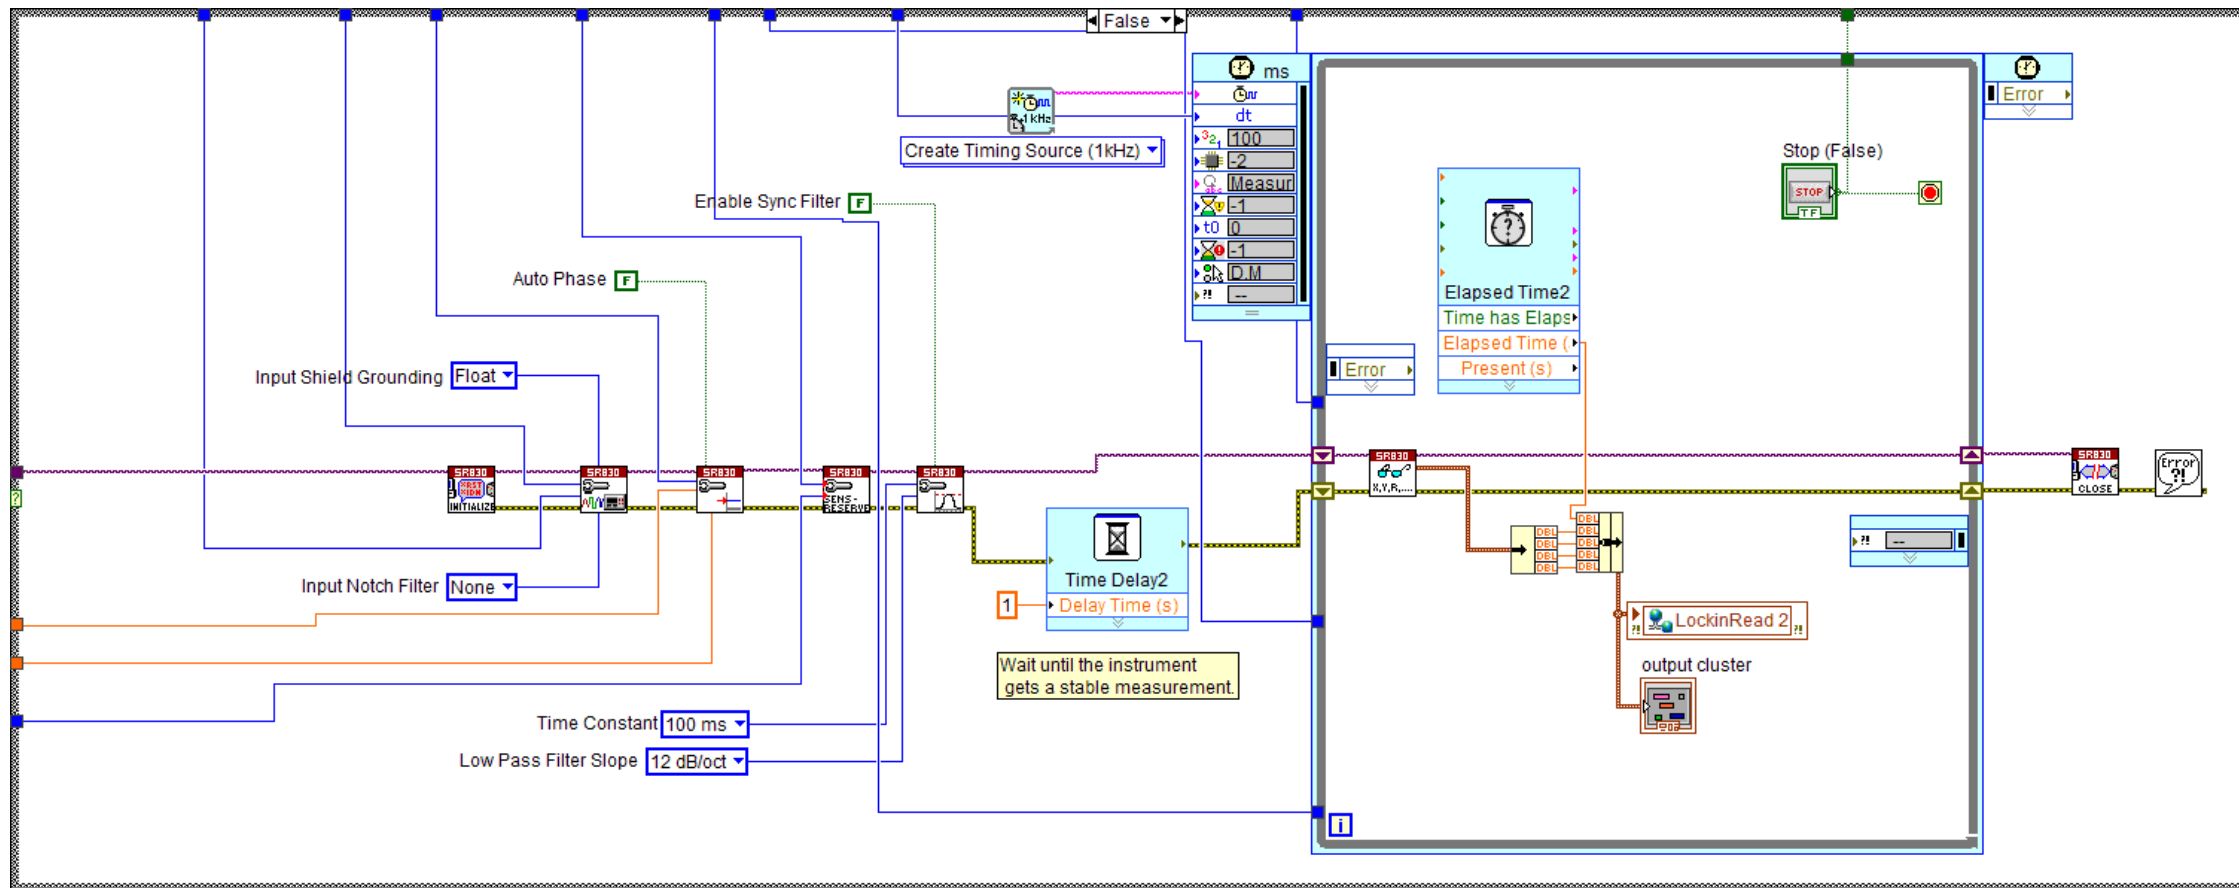 False
ms
dt
Error
1 kHz
100
Create Timing Source (1kHz)
-2
Stop (False)
Measur
STOP
TF
Enable Sync Filter F
-1
t0 0
-1
Auto Phase F
D.M
--
Elapsed Time2
Time has Elaps
Elapsed Time (
Present (s)
Error
Input Shield Grounding Float
?
SR830
INITIALIZE
SR830
SR830
SR830
SENS-
RESERVE
SR830
SR830
X,Y,R,....
SR830
CLOSE
Error
?!
DBL
DBL
DBL
DBL
DBL
DBL
DBL
DBL
DBL
?! --
Time Delay2
Input Notch Filter None
1 Delay Time (s)
LockinRead 2
?! ?!
Wait until the instrument
gets a stable measurement.
output cluster
Time Constant 100 ms
Low Pass Filter Slope 12 dB/oct
i